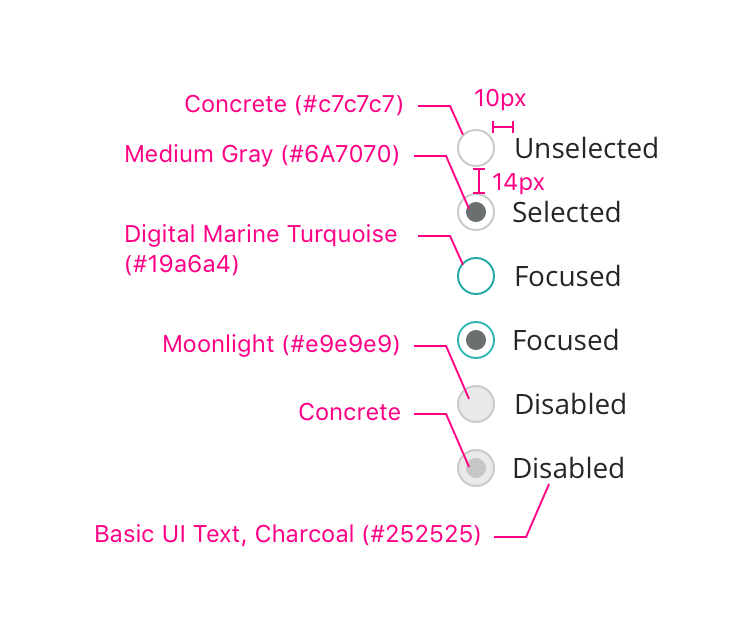 Concrete (#c7c7c7)
10px
Medium Gray (#6A7070)
Unselected
14px
Selected
Digital Marine Turquoise
(#19a6a4)
Focused
Moonlight (#e9e9e9)
Focused
Disabled
Concrete
Disabled
Basic UI Text, Charcoal (#252525)